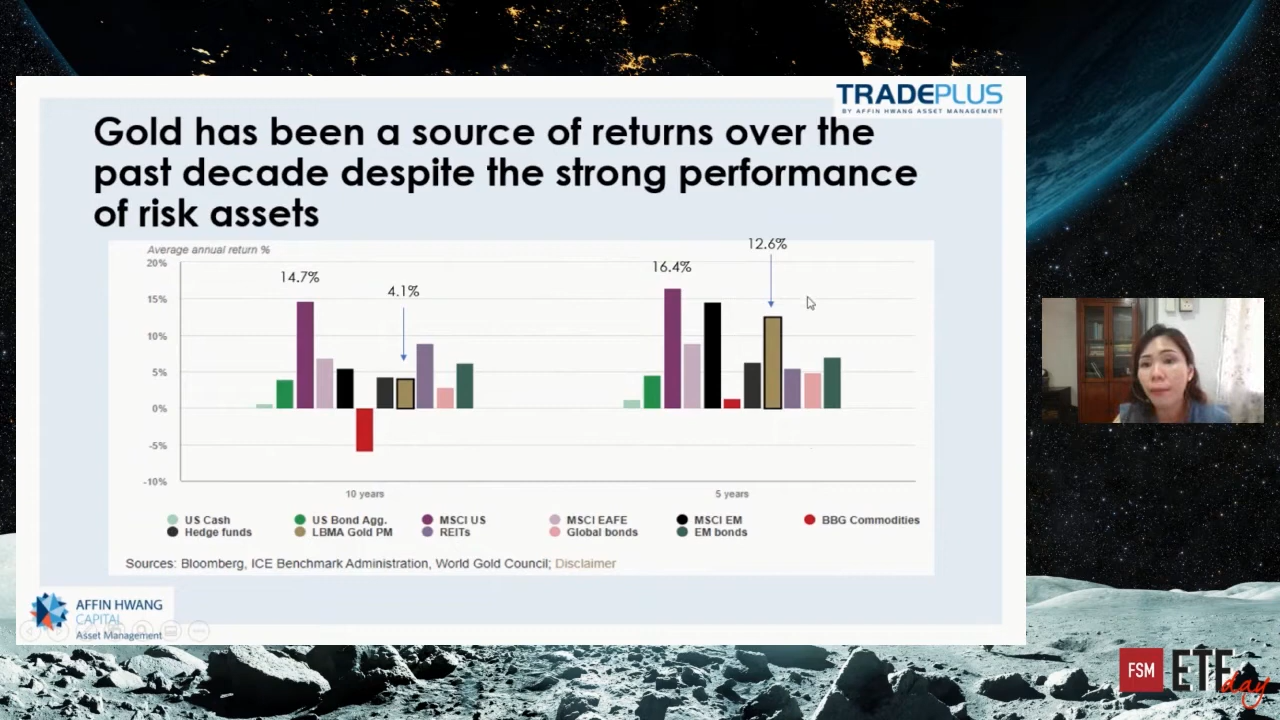 TRADEPLUS
BY AFFIN HWANG ASSET MANAGEMENT
Gold has been a source of returns over the
past decade despite the strong performance
of risk assets
Average annual return %
20%
15%
10%
5%
0%
-5%
-10%
14.7%
4.1%
16.4%
12.6%
10 years
5 years
US Cash US Bond Agg. MSCI US MSCI EAFE MSCI EM BBG Commodities
Hedge funds LBMA Gold PM REITs Global bonds EM bonds
Sources: Bloomberg, ICE Benchmark Administration, World Gold Council; Disclaimer
AFFIN HWANG
CAPITAL
Asset Management
FSM ETF day